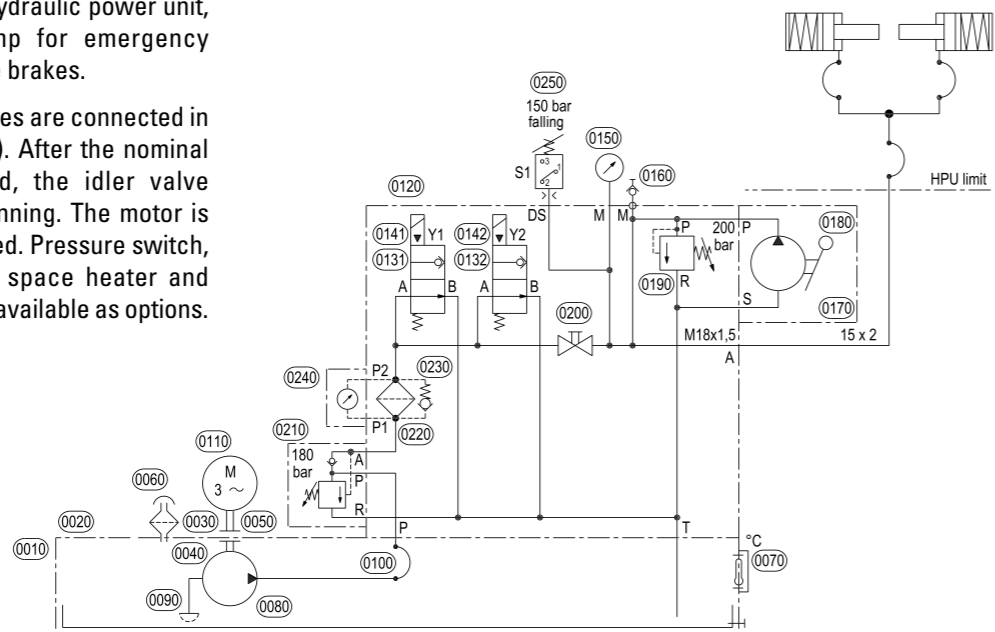 ydraulic power unit,
mp for emergency
brakes.
es are connected in
). After the nominal
d, the idler valve
nning. The motor is
ed. Pressure switch,
space heater and
available as options.
HPU limit
0250
150 bar
falling
3
1
2
S1
0150
0160
0120
DS
M
M
0141
Y1
0142
Y2
0131
0132
A
B
A
B
P
200
bar
P
0180
0190
R
S
0170
0200
M18x1,5
15 x 2
A
0240
P2
0230
P1
0220
0210
180
bar
A
P
R
0110
M
3 ~
0060
0030
0050
0020
0010
0040
P
0100
T
°C
0070
0090
0080